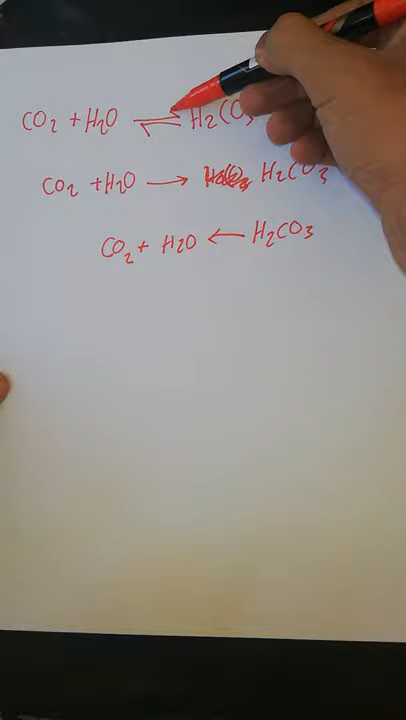 CO₂ + H₂O ⇌ H₂CO₃
CO₂ + H₂O → H₂CO₃
CO₂ + H₂O ← H₂CO₃